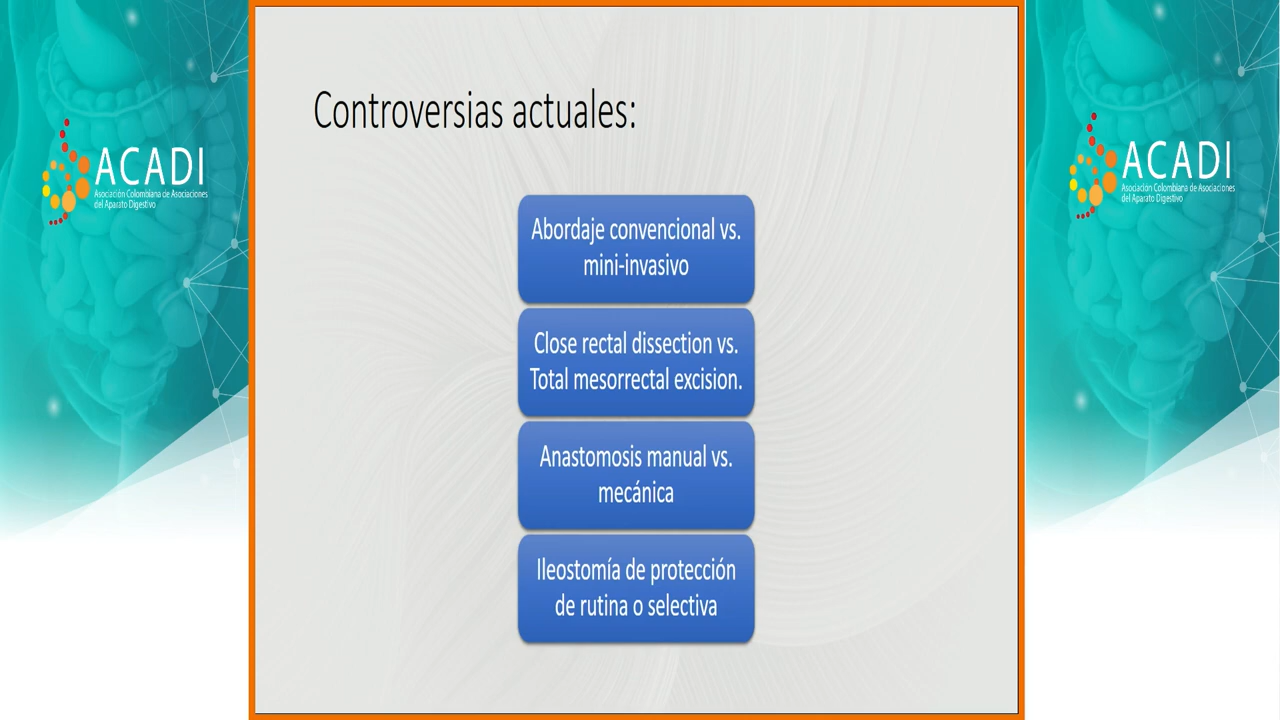 Controversias actuales:
Abordaje convencional vs.
mini-invasivo
Close rectal dissection vs.
Total mesorrectal excision.
Anastomosis manual vs.
mecánica
Ileostomía de protección
de rutina o selectiva
ACADI
Asociación Colombiana de Asociaciones
del Aparato Digestivo
ACADI
Asociación Colombiana de Asociaciones
del Aparato Digestivo